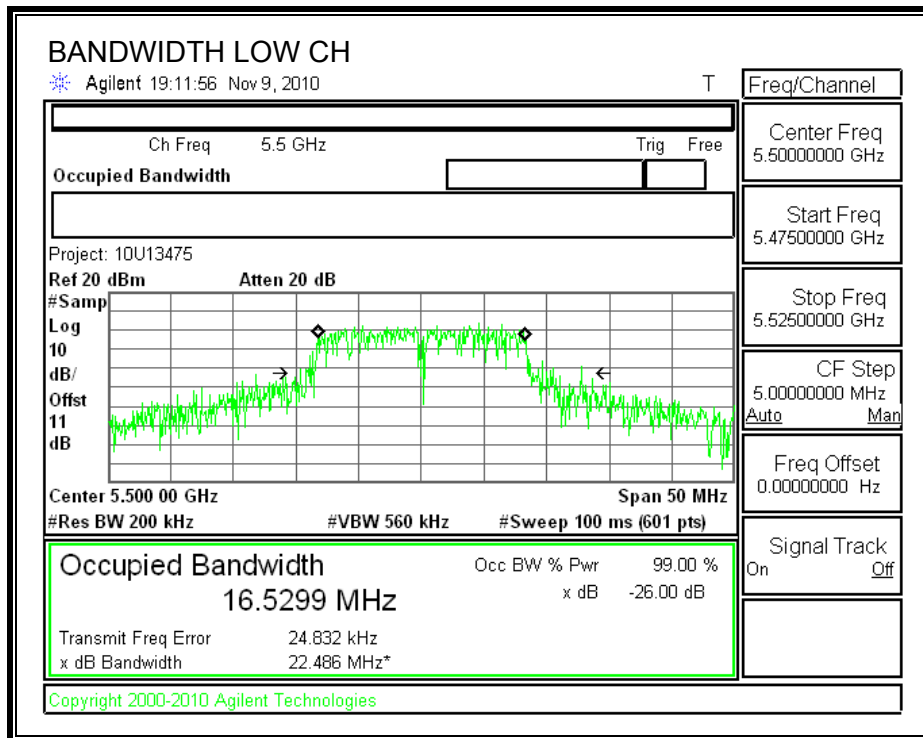 BANDWIDTH LOW CH
Agilent 19:11:56 Nov 9, 2010 T
Freq/Channel
Ch Freq 5.5 GHz Trig Free
Occupied Bandwidth
Center Freq
5.50000000 GHz
Start Freq
5.47500000 GHz
Stop Freq
5.52500000 GHz
CF Step
5.00000000 MHz
Auto Man
Freq Offset
0.00000000 Hz
Signal Track
On Off
Project: 10U13475
Ref 20 dBm Atten 20 dB
#Samp
Log
10
dB/
Offst
11
dB
Center 5.500 00 GHz Span 50 MHz
#Res BW 200 kHz #VBW 560 kHz #Sweep 100 ms (601 pts)
Occupied Bandwidth Occ BW % Pwr 99.00 %
16.5299 MHz x dB -26.00 dB
Transmit Freq Error 24.832 kHz
x dB Bandwidth 22.486 MHz*
Copyright 2000-2010 Agilent Technologies